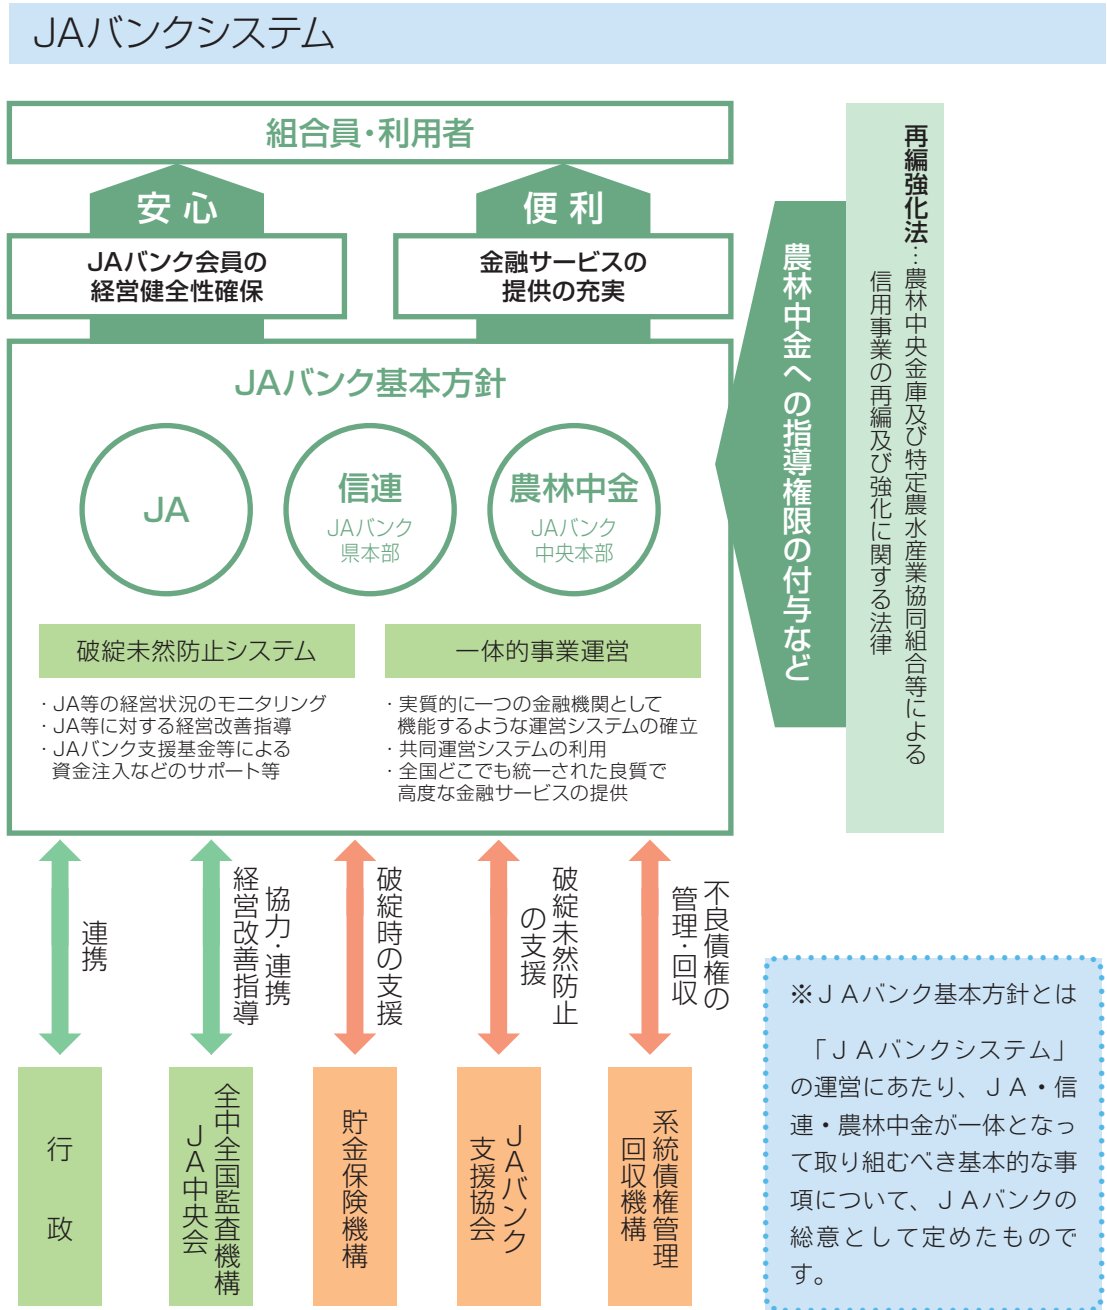 JAバンクシステム
組合員・利用者
安心
便利
JAバンク会員の
経営健全性確保
金融サービスの
提供の充実
JAバンク基本方針
JA
信連
JAバンク
県本部
農林中金
JAバンク
中央本部
破綻未然防止システム
・JA等の経営状況のモニタリング
・JA等に対する経営改善指導
・JAバンク支援基金等による
資金注入などのサポート等
一体的事業運営
・実質的に一つの金融機関として
機能するような運営システムの確立
・共同運営システムの利用
・全国どこでも統一された良質で
高度な金融サービスの提供
農林中金への指導権限の付与など
再編強化法…農林中央金庫及び特定農水産業協同組合等による
信用事業の再編及び強化に関する法律
連携
協力・連携
経営改善指導
破綻時の支援
破綻未然防止
の支援
不良債権の
管理・回収
行政
全中全国監査機構
JA中央会
貯金保険機構
JAバンク
支援協会
系統債権管理
回収機構
※JAバンク基本方針とは
「JAバンクシステム」
の運営にあたり、JA・信
連・農林中金が一体となっ
て取り組むべき基本的な事
項について、JAバンクの
総意として定めたもので
す。